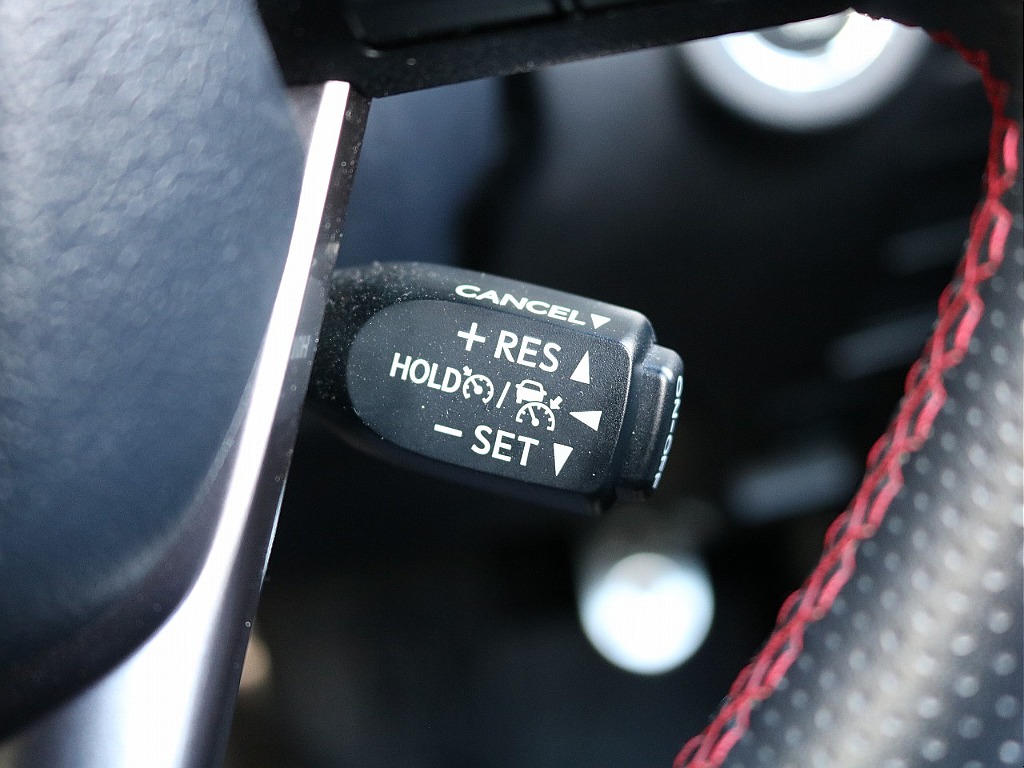 CANCEL▼
+ RES ▲
HOLD / ◀
− SET ▼